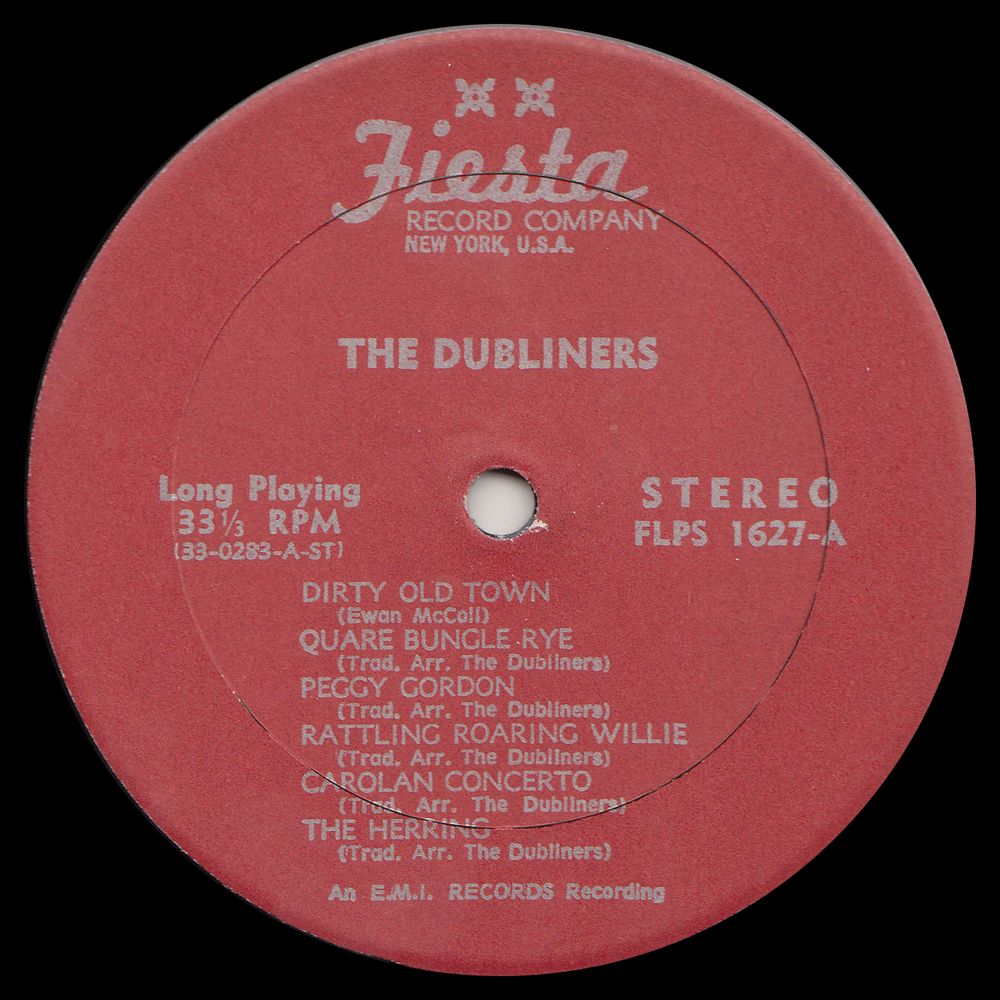 Fiesta
RECORD COMPANY
NEW YORK, U.S.A.
THE DUBLINERS
Long Playing
33 1/3 RPM
(33-0283-A-ST)
STEREO
FLPS 1627-A
DIRTY OLD TOWN
(Ewan McColl)
QUARE BUNGLE RYE
(Trad. Arr. The Dubliners)
PEGGY GORDON
(Trad. Arr. The Dubliners)
RATTLING ROARING WILLIE
(Trad. Arr. The Dubliners)
CAROLAN CONCERTO
(Trad. Arr. The Dubliners)
THE HERRING
(Trad. Arr. The Dubliners)
An E.M.I. RECORDS Recording